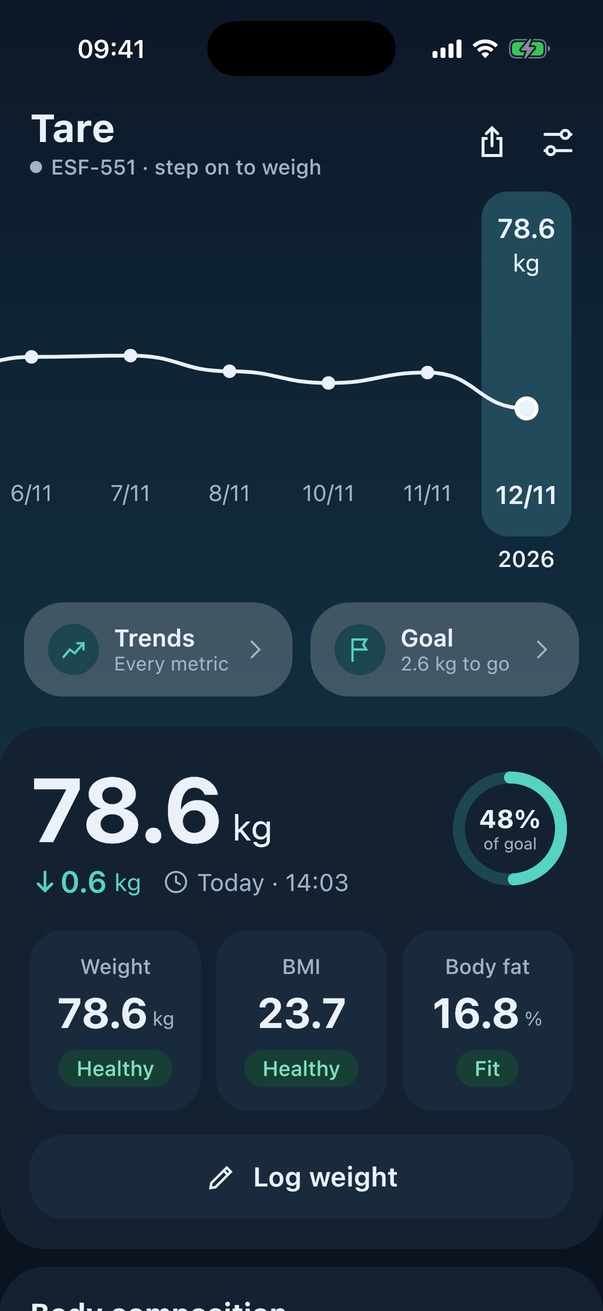 09:41
Tare
ESF-551 · step on to weigh
78.6
kg
6/11 7/11 8/11 10/11 11/11 12/11
2026
Trends
Every metric
Goal
2.6 kg to go
78.6 kg
48%
of goal
↓ 0.6 kg Today · 14:03
Weight
78.6 kg
Healthy
BMI
23.7
Healthy
Body fat
16.8 %
Fit
Log weight
Body composition